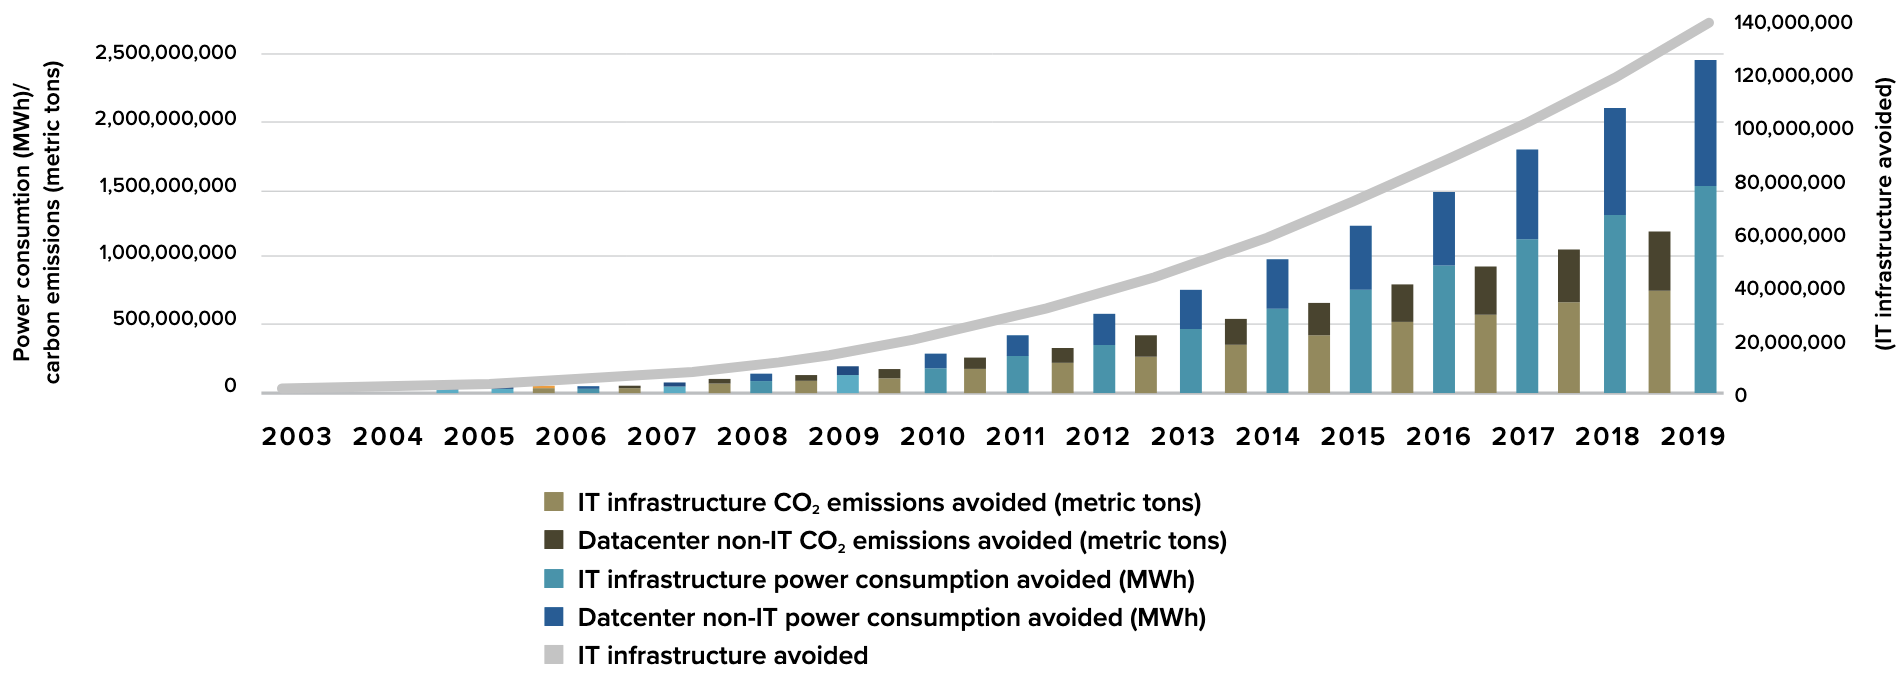 Power consumtion (MWh)/
carbon emissions (metric tons)
2,500,000,000
2,000,000,000
1,500,000,000
1,000,000,000
500,000,000
0
140,000,000
120,000,000
100,000,000
80,000,000
60,000,000
40,000,000
20,000,000
0
(IT infrastructure avoided)
2003 2004 2005 2006 2007 2008 2009 2010 2011 2012 2013 2014 2015 2016 2017 2018 2019
IT infrastructure CO₂ emissions avoided (metric tons)
Datacenter non-IT CO₂ emissions avoided (metric tons)
IT infrastructure power consumption avoided (MWh)
Datcenter non-IT power consumption avoided (MWh)
IT infrastructure avoided